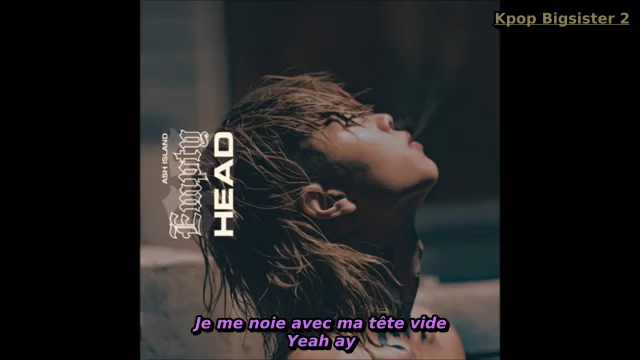 Kpop Bigsister 2
ASH ISLAND
Empty
HEAD
Je me noie avec ma tête vide
Yeah ay